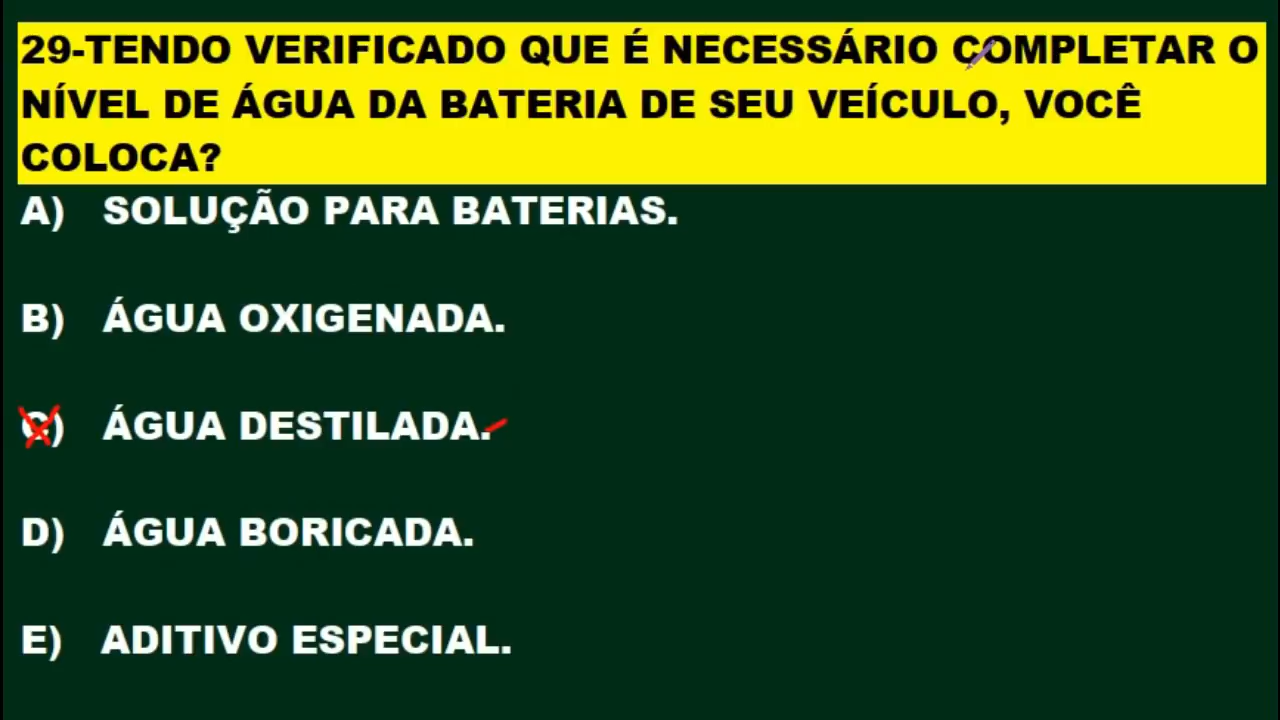 29-TENDO VERIFICADO QUE É NECESSÁRIO COMPLETAR O
NÍVEL DE ÁGUA DA BATERIA DE SEU VEÍCULO, VOCÊ
COLOCA?
A) SOLUÇÃO PARA BATERIAS.
B) ÁGUA OXIGENADA.
C) ÁGUA DESTILADA.
D) ÁGUA BORICADA.
E) ADITIVO ESPECIAL.